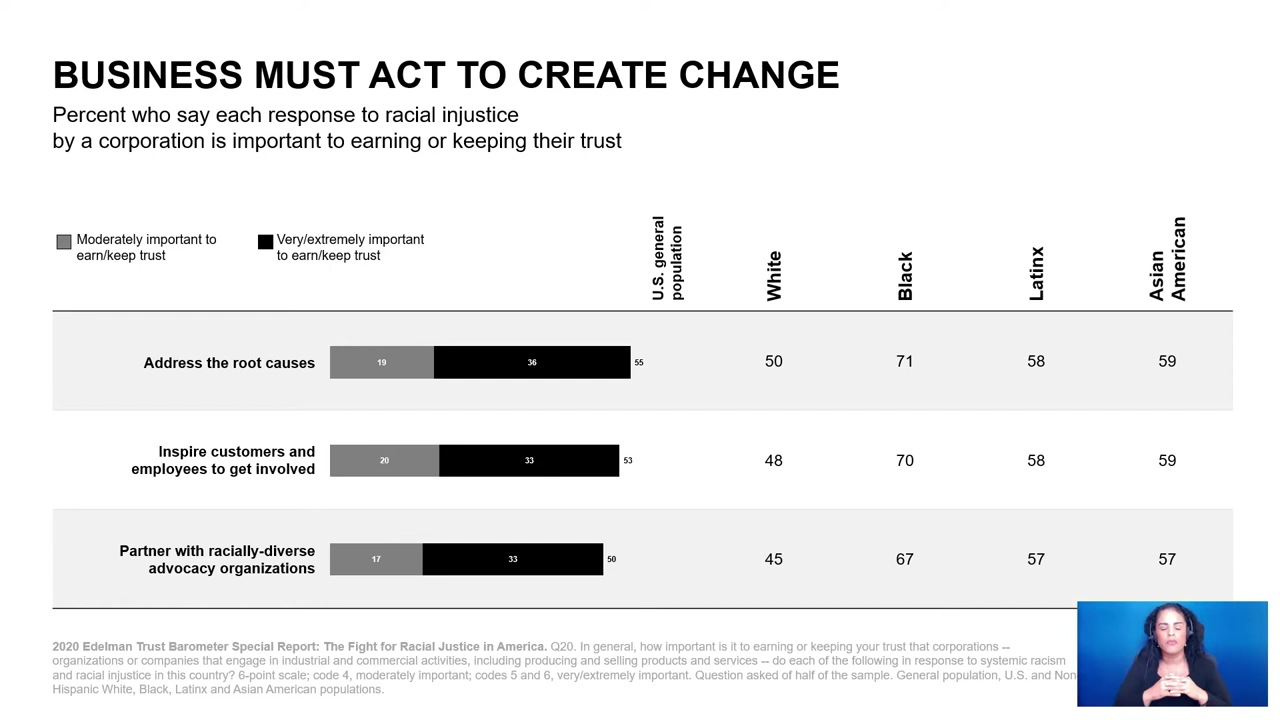 BUSINESS MUST ACT TO CREATE CHANGE
Percent who say each response to racial injustice
by a corporation is important to earning or keeping their trust
Moderately important to
earn/keep trust
Very/extremely important
to earn/keep trust
U.S. general
population
White
Black
Latinx
Asian
American
Address the root causes
19
36
55
50
71
58
59
Inspire customers and
employees to get involved
20
33
53
48
70
58
59
Partner with racially-diverse
advocacy organizations
17
33
50
45
67
57
57
2020 Edelman Trust Barometer Special Report: The Fight for Racial Justice in America. Q20. In general, how important is it to earning or keeping your trust that corporations --
organizations or companies that engage in industrial and commercial activities, including producing and selling products and services -- do each of the following in response to systemic racism
and racial injustice in this country? 6-point scale; code 4, moderately important; codes 5 and 6, very/extremely important. Question asked of half of the sample. General population, U.S. and Non
Hispanic White, Black, Latinx and Asian American populations.